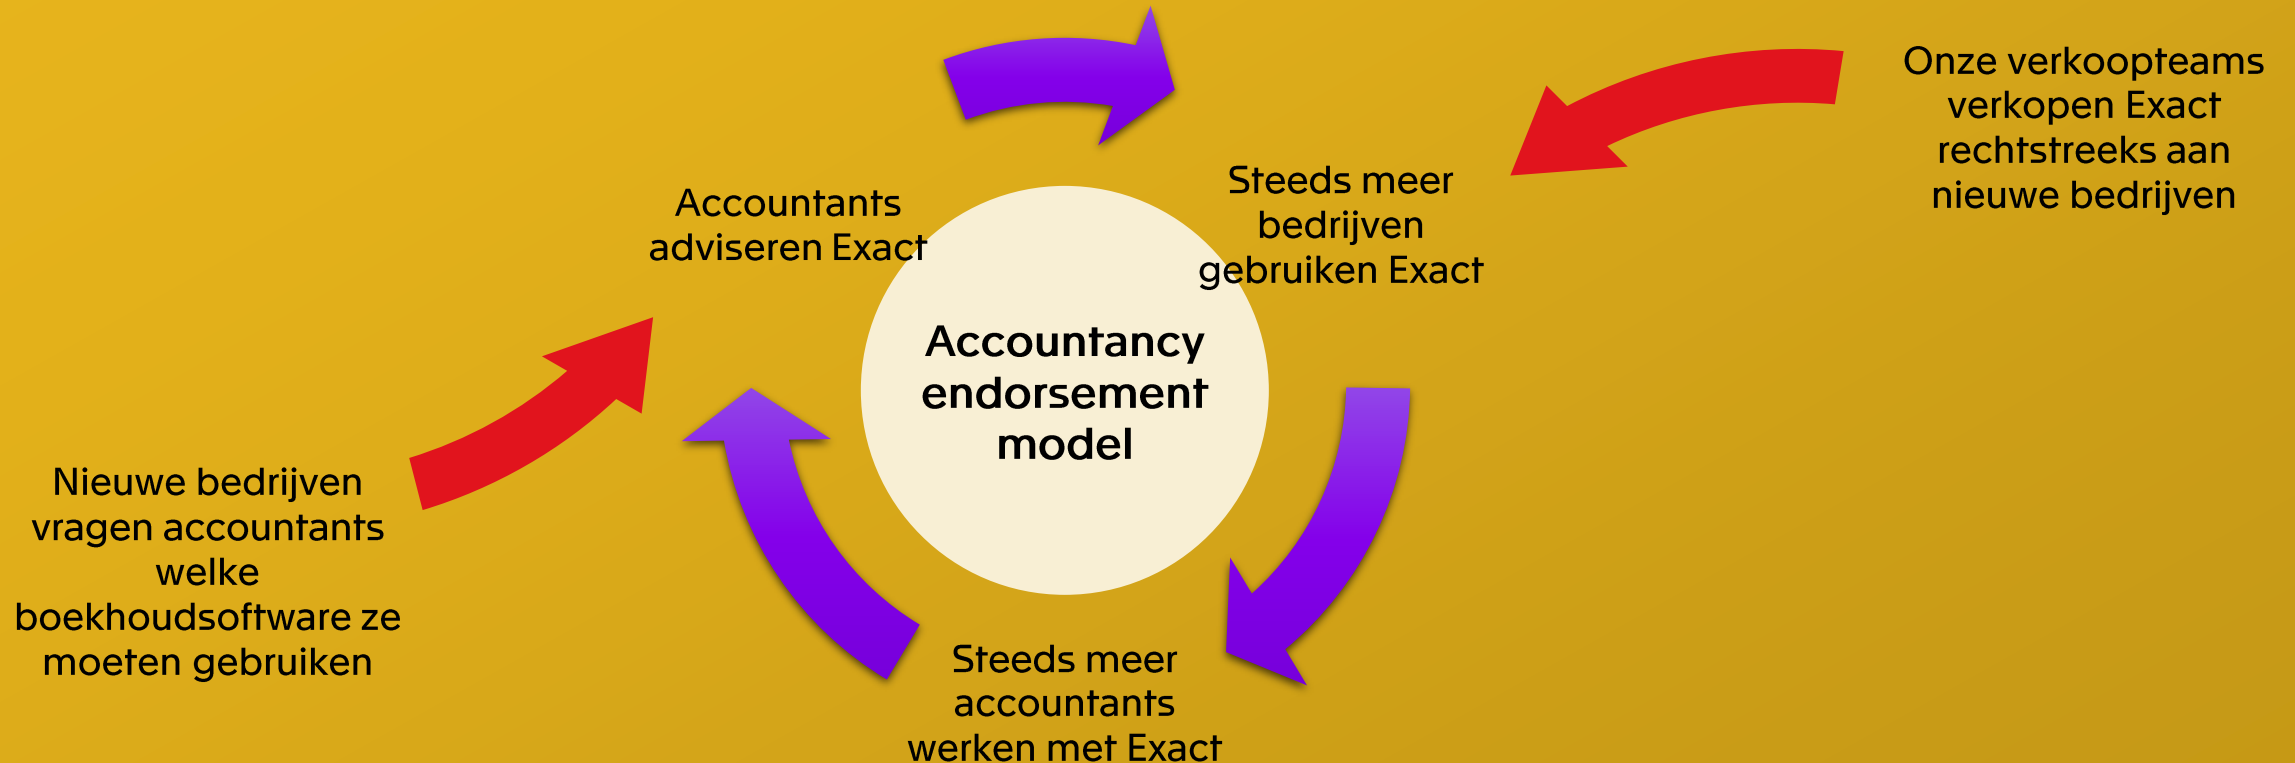 Onze verkoopteams
verkopen Exact
rechtstreeks aan
nieuwe bedrijven
Steeds meer
bedrijven
gebruiken Exact
Accountants
adviseren Exact
Accountancy
endorsement
model
Nieuwe bedrijven
vragen accountants
welke
boekhoudsoftware ze
moeten gebruiken
Steeds meer
accountants
werken met Exact